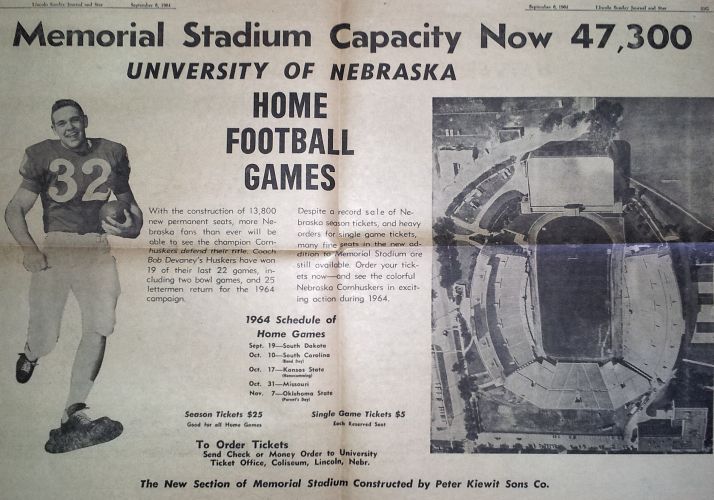 Lincoln Sunday Journal and Star
September 6, 1964
September 6, 1964
Lincoln Sunday Journal and Star
Memorial Stadium Capacity Now 47,300
UNIVERSITY OF NEBRASKA
HOME
FOOTBALL
GAMES
32
With the construction of 13,800
new permanent seats, more Ne-
braska fans than ever will be
able to see the champion Corn-
huskers defend their title. Coach
Bob Devaney's Huskers have won
19 of their last 22 games, in-
cluding two bowl games, and 25
lettermen return for the 1964
campaign.
Despite a record sale of Ne-
braska season tickets, and heavy
orders for single game tickets,
many fine seats in the new ad-
dition to Memorial Stadium are
still available. Order your tick-
ets now—and see the colorful
Nebraska Cornhuskers in excit-
ing action during 1964.
1964 Schedule of
Home Games
Sept. 19—South Dakota
Oct. 10—South Carolina
(Band Day)
Oct. 17—Kansas State
(Homecoming)
Oct. 31—Missouri
Nov. 7—Oklahoma State
(Parent's Day)
Season Tickets $25
Good for all Home Games
Single Game Tickets $5
Each Reserved Seat
To Order Tickets
Send Check or Money Order to University
Ticket Office, Coliseum, Lincoln, Nebr.
The New Section of Memorial Stadium Constructed by Peter Kiewit Sons Co.